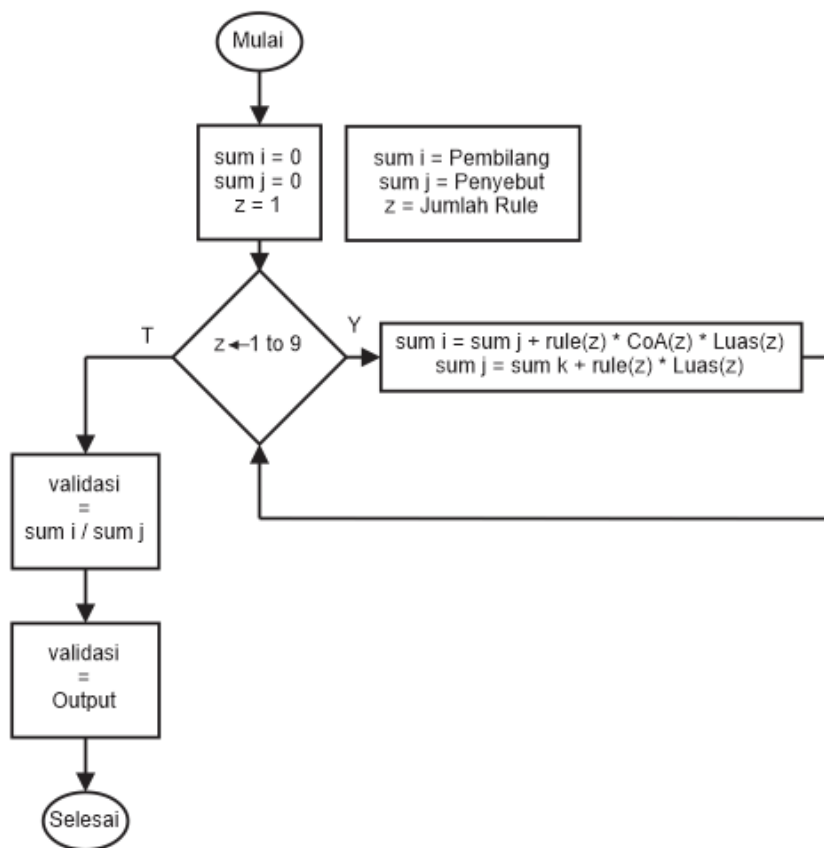 Mulai
sum i = 0
sum j = 0
z = 1
sum i = Pembilang
sum j = Penyebut
z = Jumlah Rule
T
z←1 to 9
Y
sum i = sum j + rule(z) * CoA(z) * Luas(z)
sum j = sum k + rule(z) * Luas(z)
validasi
=
sum i / sum j
validasi
=
Output
Selesai